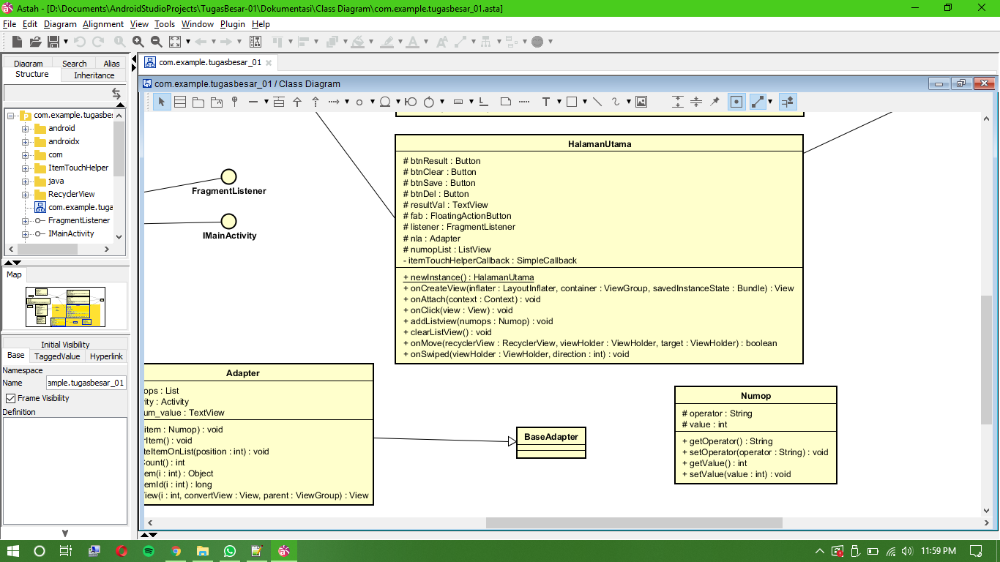 Astah - [D:\Documents\AndroidStudioProjects\TugasBesar-01\Dokumentasi\Class Diagram\com.example.tugasbesar_01.asta]
File Edit Diagram Alignment View Tools Window Plugin Help
Diagram Search Alias
Structure Inheritance
com.example.tugasbe
android
androidx
com
ItemTouchHelper
java
RecyclerView
com.example.tuga
FragmentListener
IMainActivity
Map
Initial Visibility
Base TaggedValue Hyperlink
Namespace
Name ample.tugasbesar_01
Frame Visibility
Definition
com.example.tugasbesar_01
com.example.tugasbesar_01 / Class Diagram
T
FragmentListener
IMainActivity
HalamanUtama
# btnResult : Button
# btnClear : Button
# btnSave : Button
# btnDel : Button
# resultVal : TextView
# fab : FloatingActionButton
# listener : FragmentListener
# nla : Adapter
# numopList : ListView
- itemTouchHelperCallback : SimpleCallback
+ newInstance() : HalamanUtama
+ onCreateView(inflater : LayoutInflater, container : ViewGroup, savedInstanceState : Bundle) : View
+ onAttach(context : Context) : void
+ onClick(view : View) : void
+ addListview(numops : Numop) : void
+ clearListView() : void
+ onMove(recyclerView : RecyclerView, viewHolder : ViewHolder, target : ViewHolder) : boolean
+ onSwiped(viewHolder : ViewHolder, direction : int) : void
Adapter
ops : List
ity : Activity
um_value : TextView
item : Numop) : void
rItem() : void
teItemOnList(position : int) : void
Count() : int
em(i : int) : Object
emId(i : int) : long
iew(i : int, convertView : View, parent : ViewGroup) : View
BaseAdapter
Numop
# operator : String
# value : int
+ getOperator() : String
+ setOperator(operator : String) : void
+ getValue() : int
+ setValue(value : int) : void
11:59 PM